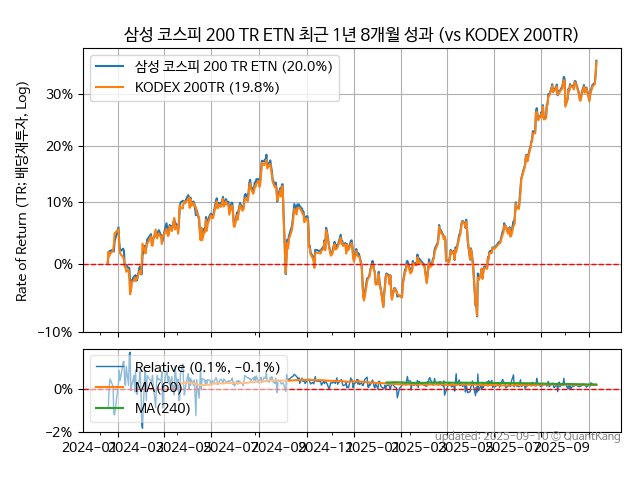 삼성 코스피 200 TR ETN 최근 1년 8개월 성과 (vs KODEX 200TR)
Rate of Return (TR: 배당재투자, Log)
삼성 코스피 200 TR ETN (20.0%)
KODEX 200TR (19.8%)
30%
20%
10%
0%
−10%
Relative (0.1%, −0.1%)
MA(60)
MA(240)
0%
−2%
2024-01 2024-03 2024-05 2024-07 2024-09 2024-11 2025-01 2025-03 2025-05 2025-07 2025-09
updated: 2025-09-10 © QuantKang